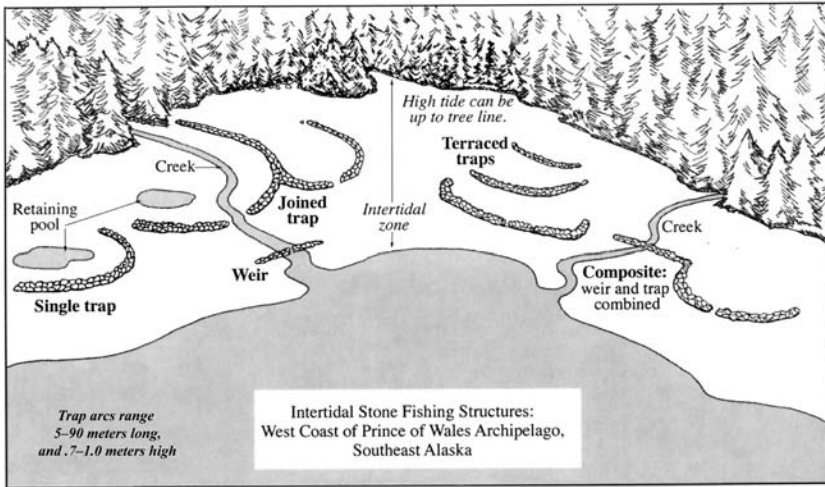 High tide can be
up to tree line.
Terraced
traps
Creek
Joined
trap
Retaining
pool
Intertidal
zone
Creek
Weir
Composite:
weir and trap
combined
Single trap
Trap arcs range
5–90 meters long,
and .7–1.0 meters high
Intertidal Stone Fishing Structures:
West Coast of Prince of Wales Archipelago,
Southeast Alaska